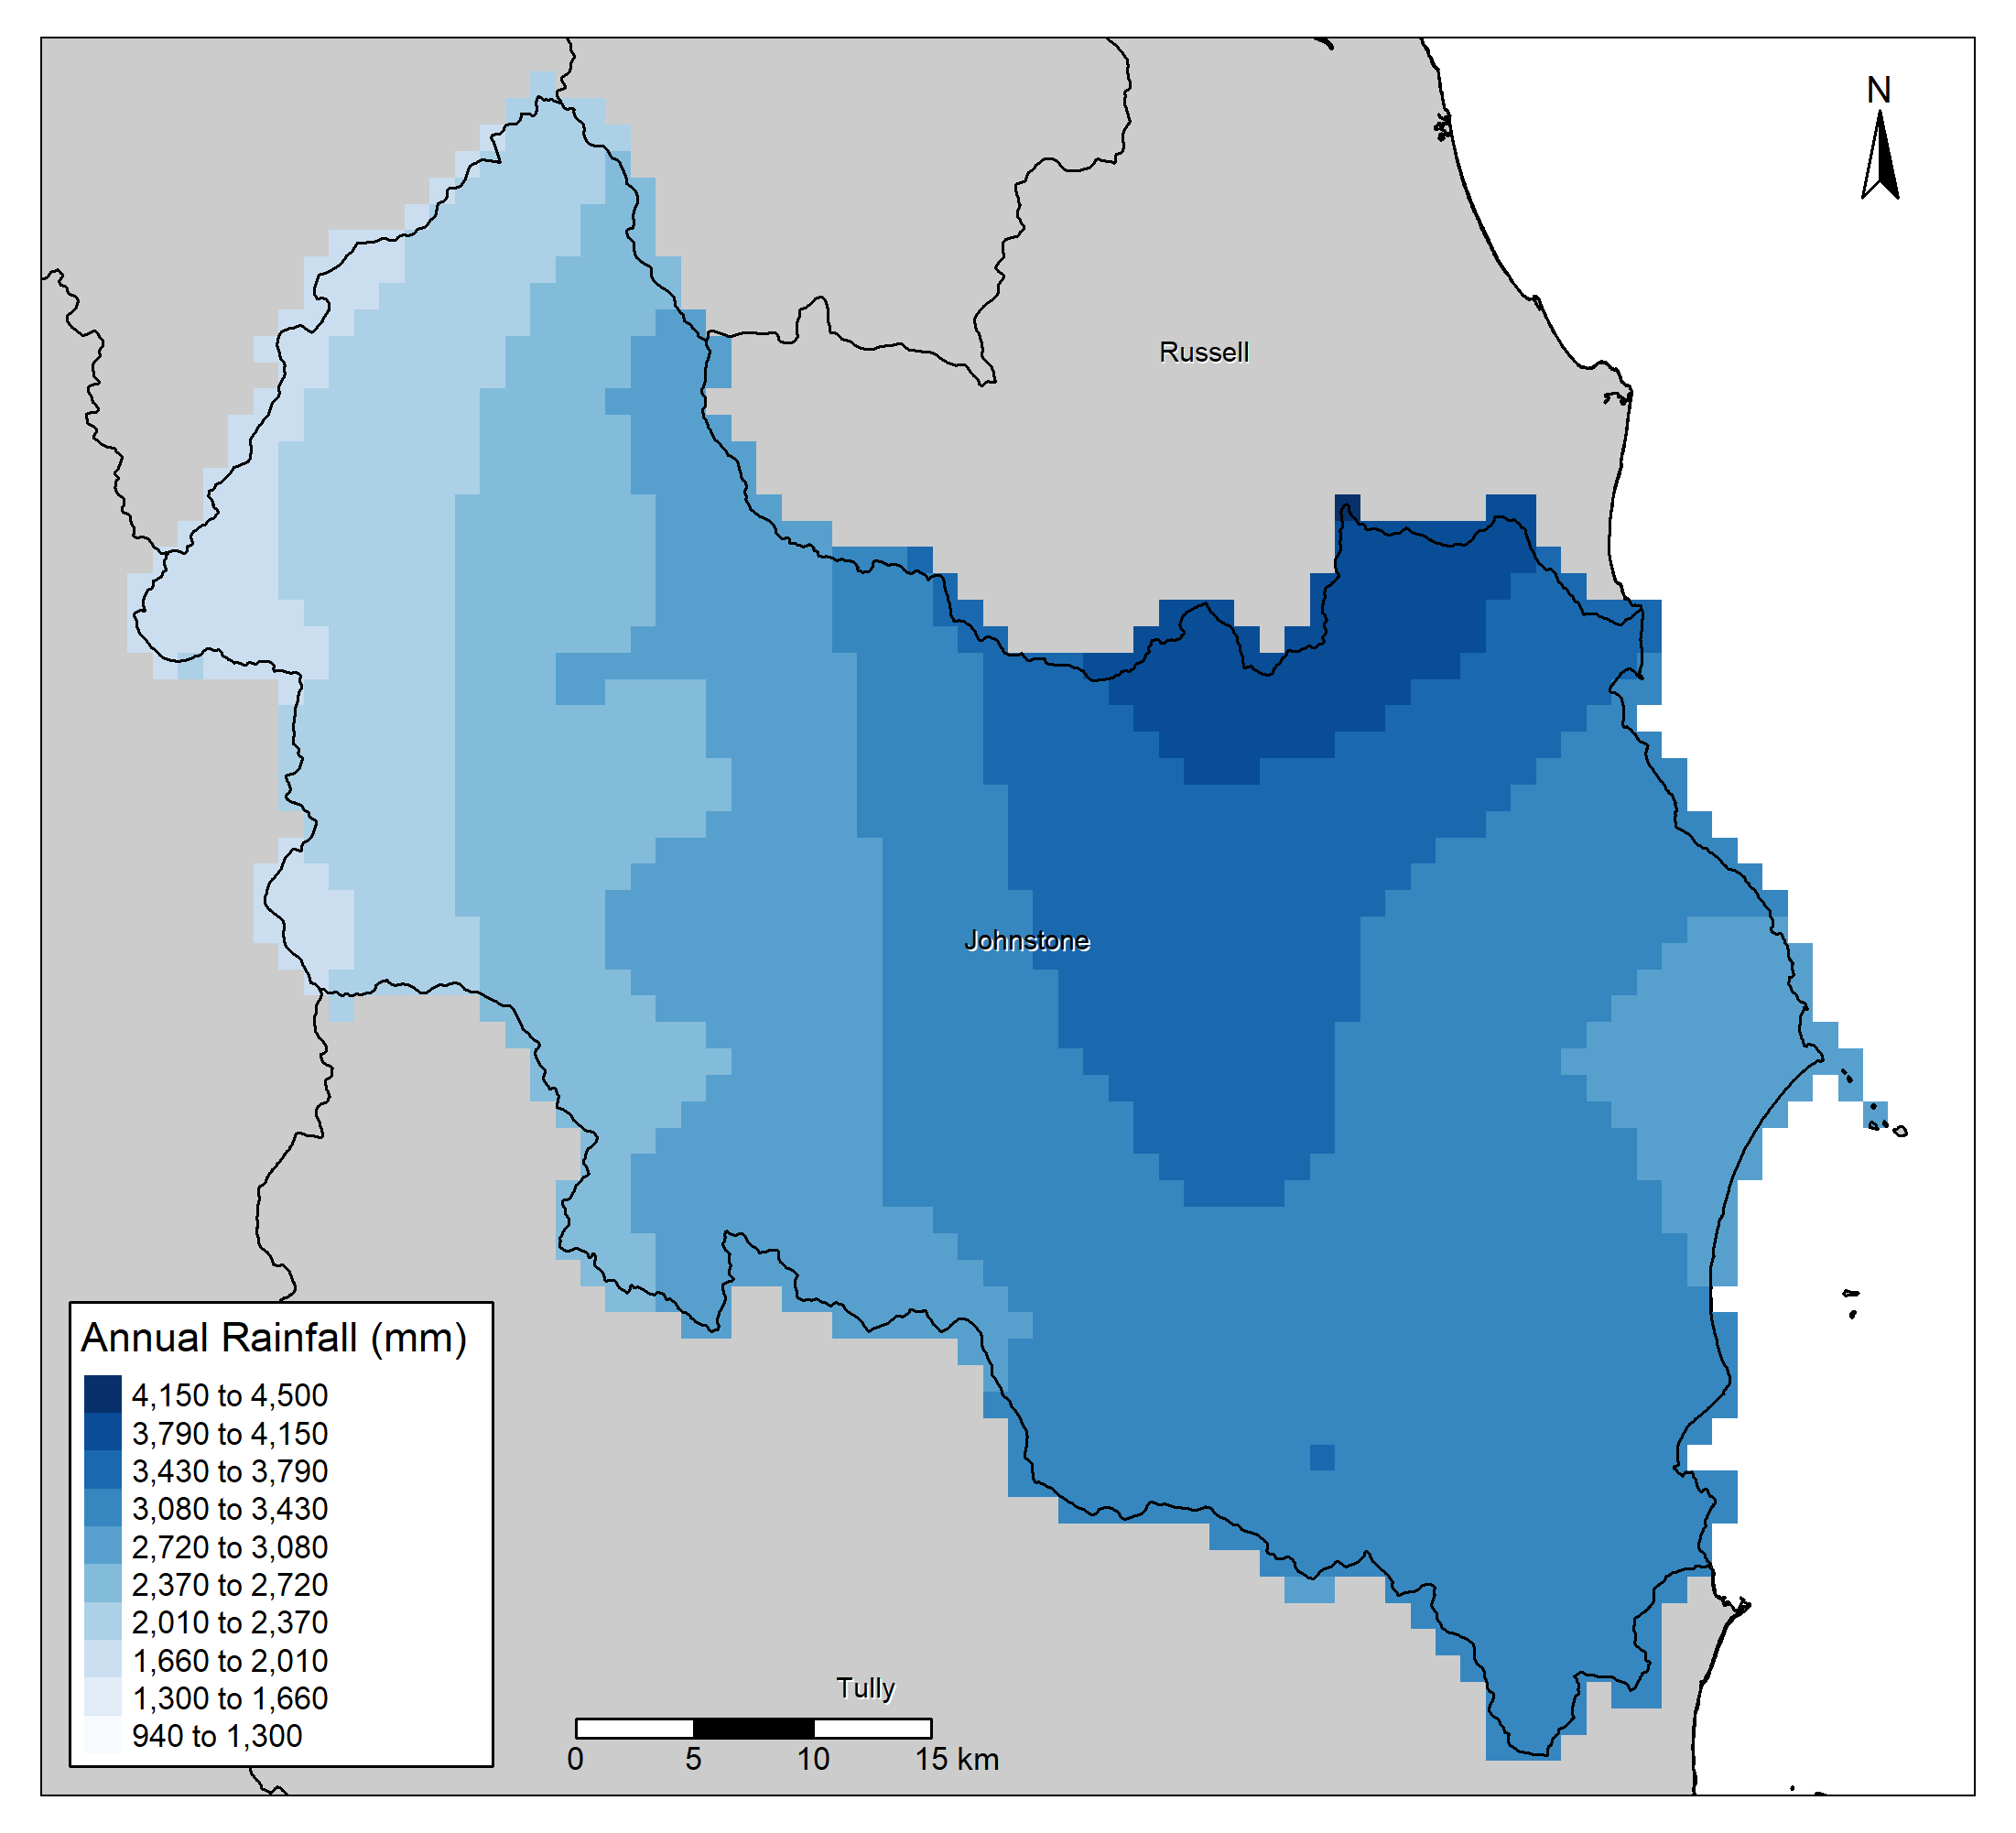 N
Russell
Johnstone
Annual Rainfall (mm)
4,150 to 4,500
3,790 to 4,150
3,430 to 3,790
3,080 to 3,430
2,720 to 3,080
2,370 to 2,720
2,010 to 2,370
1,660 to 2,010
1,300 to 1,660
940 to 1,300
Tully
0 5 10 15 km